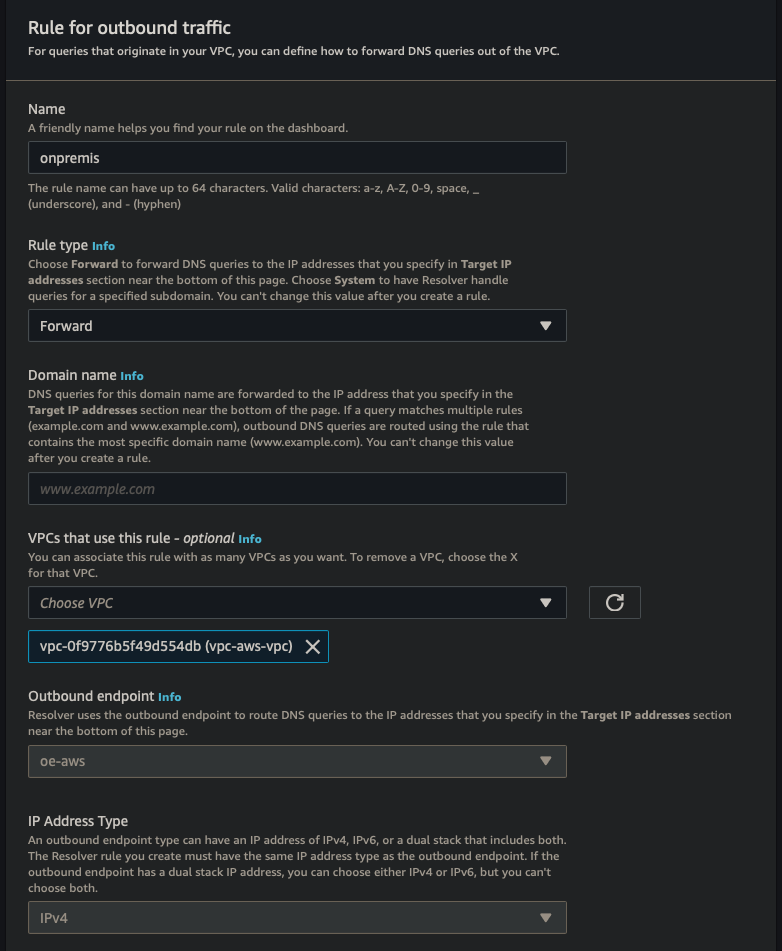 Rule for outbound traffic
For queries that originate in your VPC, you can define how to forward DNS queries out of the VPC.
Name
A friendly name helps you find your rule on the dashboard.
onpremis
The rule name can have up to 64 characters. Valid characters: a-z, A-Z, 0-9, space, _
(underscore), and - (hyphen)
Rule type Info
Choose Forward to forward DNS queries to the IP addresses that you specify in Target IP
addresses section near the bottom of this page. Choose System to have Resolver handle
queries for a specified subdomain. You can't change this value after you create a rule.
Forward
Domain name Info
DNS queries for this domain name are forwarded to the IP address that you specify in the
Target IP addresses section near the bottom of the page. If a query matches multiple rules
(example.com and www.example.com), outbound DNS queries are routed using the rule that
contains the most specific domain name (www.example.com). You can't change this value
after you create a rule.
www.example.com
VPCs that use this rule - optional Info
You can associate this rule with as many VPCs as you want. To remove a VPC, choose the X
for that VPC.
Choose VPC
vpc-0f9776b5f49d554db (vpc-aws-vpc)
Outbound endpoint Info
Resolver uses the outbound endpoint to route DNS queries to the IP addresses that you specify in the Target IP addresses section
near the bottom of this page.
oe-aws
IP Address Type
An outbound endpoint type can have an IP address of IPv4, IPv6, or a dual stack that includes both.
The Resolver rule you create must have the same IP address type as the outbound endpoint. If the
outbound endpoint has a dual stack IP address, you can choose either IPv4 or IPv6, but you can't
choose both.
IPv4